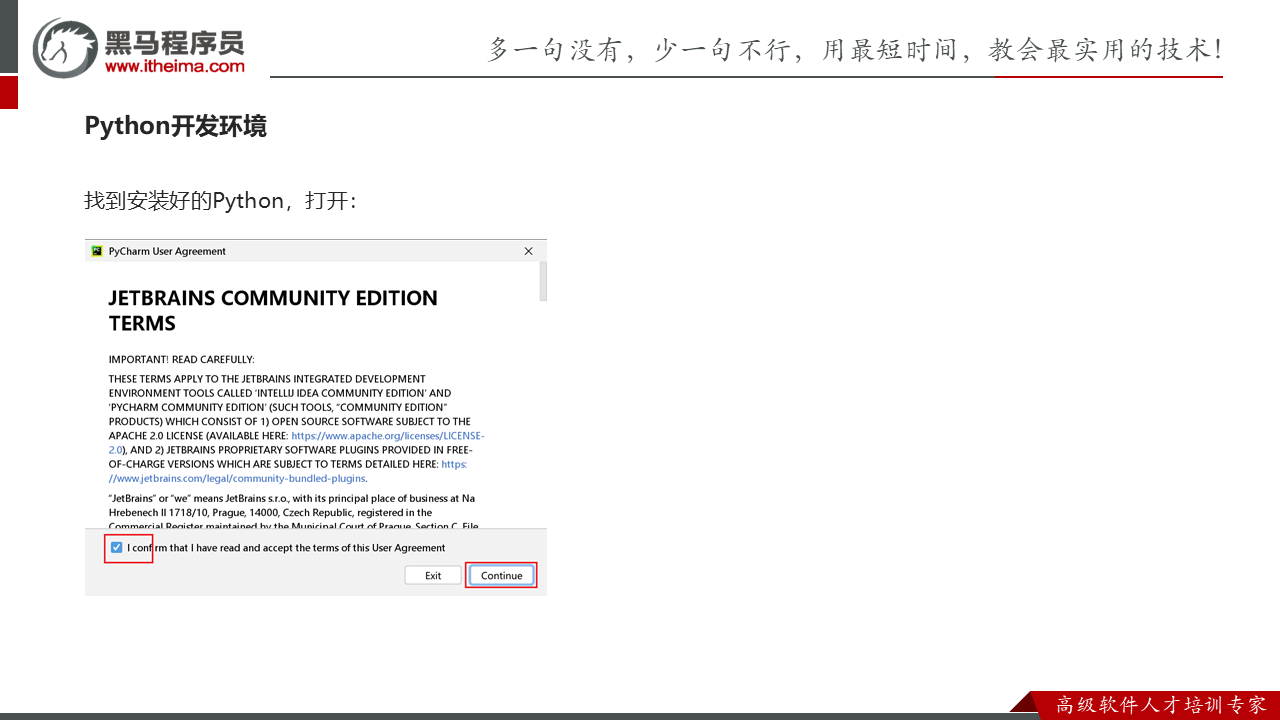 黑马程序员
www.itheima.com
多一句没有，少一句不行，用最短时间，教会最实用的技术！
Python开发环境
找到安装好的Python，打开：
PyCharm User Agreement
JETBRAINS COMMUNITY EDITION
TERMS
IMPORTANT! READ CAREFULLY:
THESE TERMS APPLY TO THE JETBRAINS INTEGRATED DEVELOPMENT
ENVIRONMENT TOOLS CALLED 'INTELLIJ IDEA COMMUNITY EDITION' AND
'PYCHARM COMMUNITY EDITION' (SUCH TOOLS, "COMMUNITY EDITION"
PRODUCTS) WHICH CONSIST OF 1) OPEN SOURCE SOFTWARE SUBJECT TO THE
APACHE 2.0 LICENSE (AVAILABLE HERE: https://www.apache.org/licenses/LICENSE-
2.0), AND 2) JETBRAINS PROPRIETARY SOFTWARE PLUGINS PROVIDED IN FREE-
OF-CHARGE VERSIONS WHICH ARE SUBJECT TO TERMS DETAILED HERE: https:
//www.jetbrains.com/legal/community-bundled-plugins.
"JetBrains" or "we" means JetBrains s.r.o., with its principal place of business at Na
Hrebenech II 1718/10, Prague, 14000, Czech Republic, registered in the
Commercial Register maintained by the Municipal Court of Prague, Section C, File
I confirm that I have read and accept the terms of this User Agreement
Exit
Continue
高级软件人才培训专家